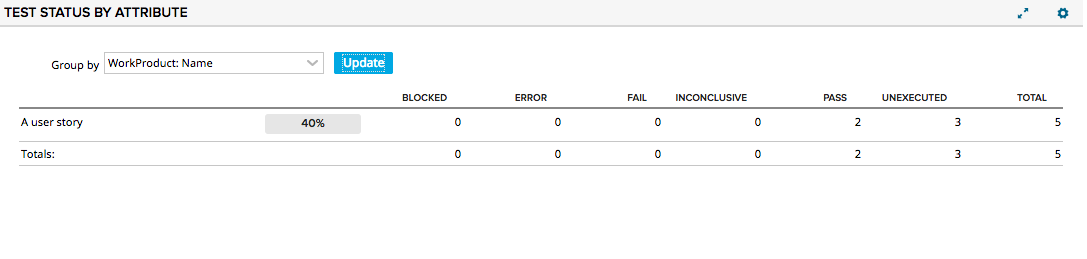 TEST STATUS BY ATTRIBUTE
Group by WorkProduct: Name Update
BLOCKED ERROR FAIL INCONCLUSIVE PASS UNEXECUTED TOTAL
A user story 40% 0 0 0 0 2 3 5
Totals: 0 0 0 0 2 3 5